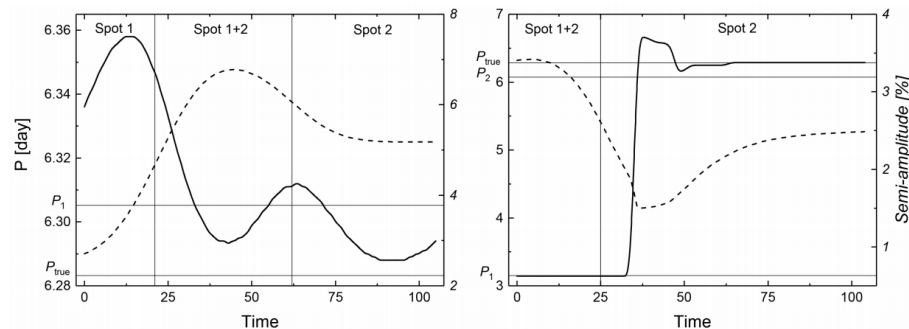 6.36
6.34
6.32
6.30
6.28
P [day]
P1
Ptrue
Spot 1
Spot 1+2
Spot 2
8
6
4
2
0
25
50
75
100
Time
7
6
5
4
3
Ptrue
P2
P1
Spot 1+2
Spot 2
4
3
2
1
Semi-amplitude [%]
0
25
50
75
100
Time